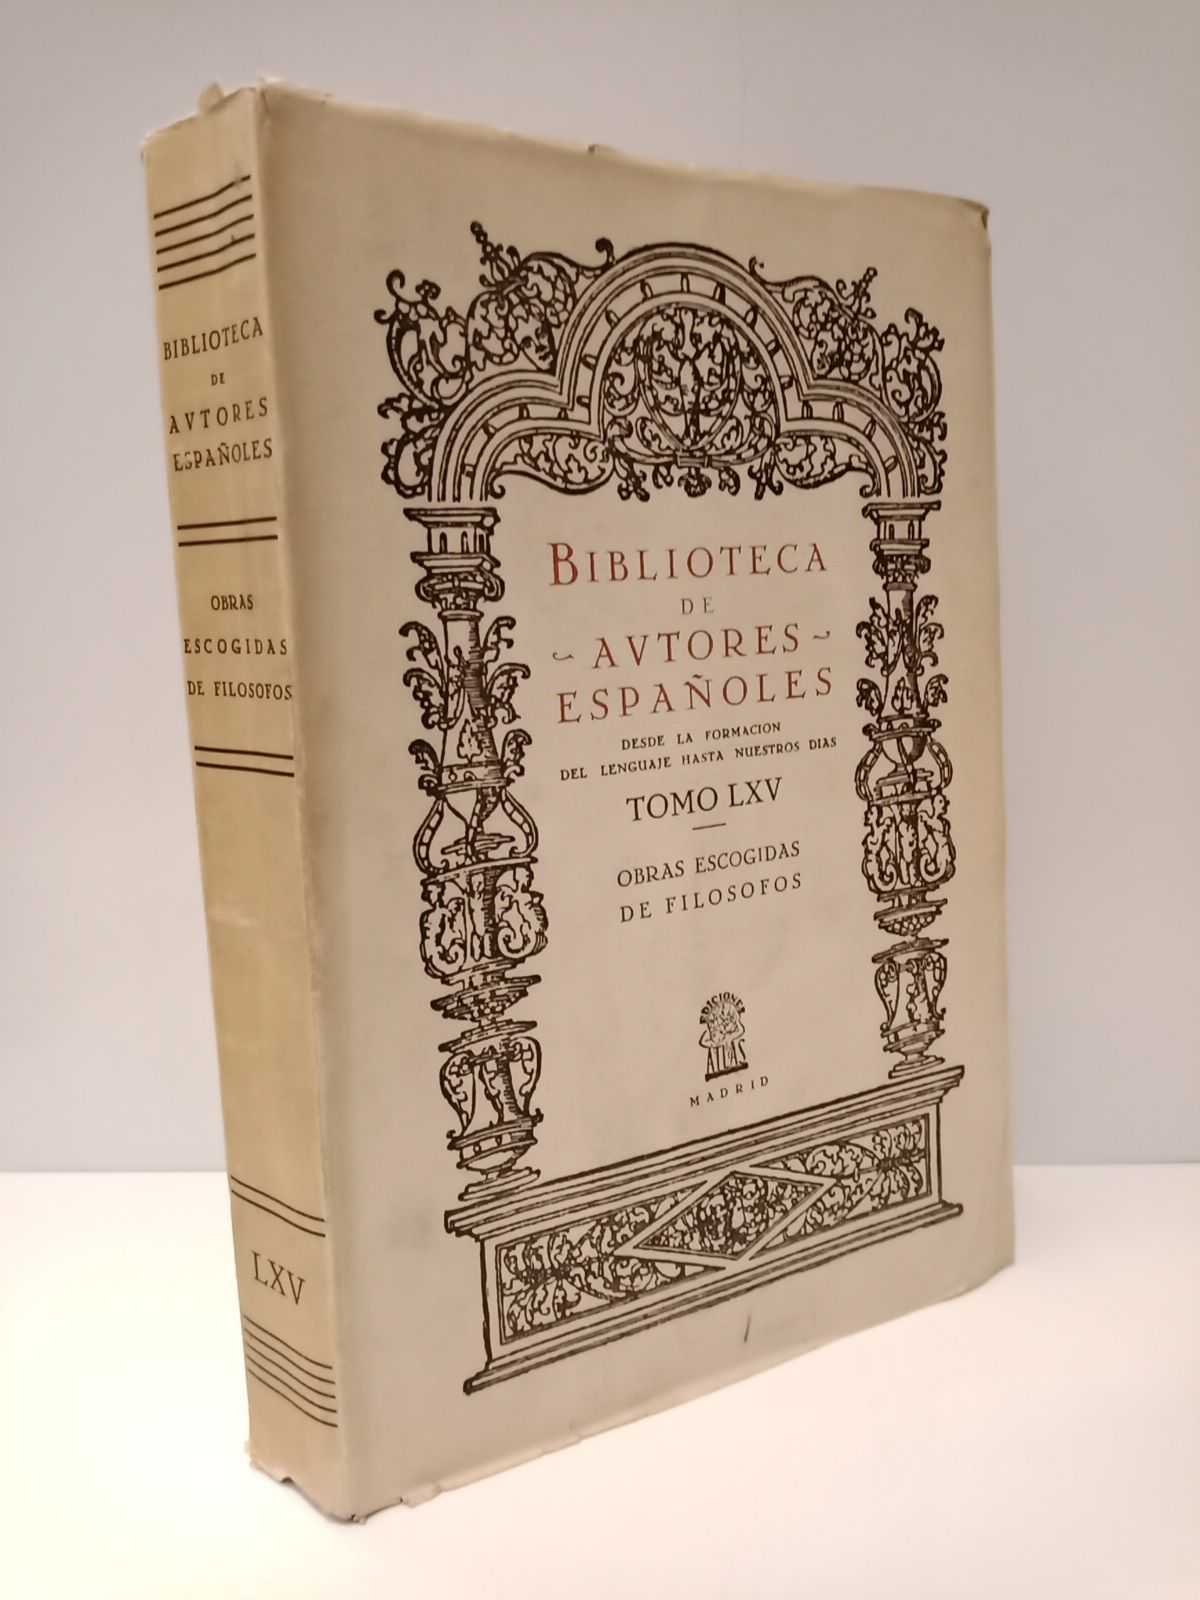 BIBLIOTECA
DE
AVTORES
ESPAÑOLES
OBRAS
ESCOGIDAS
DE FILOSOFOS
LXV
BIBLIOTECA
DE
~ AVTORES ~
ESPAÑOLES
DESDE LA FORMACION
DEL LENGUAJE HASTA NUESTROS DIAS
TOMO LXV
OBRAS ESCOGIDAS
DE FILOSOFOS
EDICIONES
ATLAS
MADRID